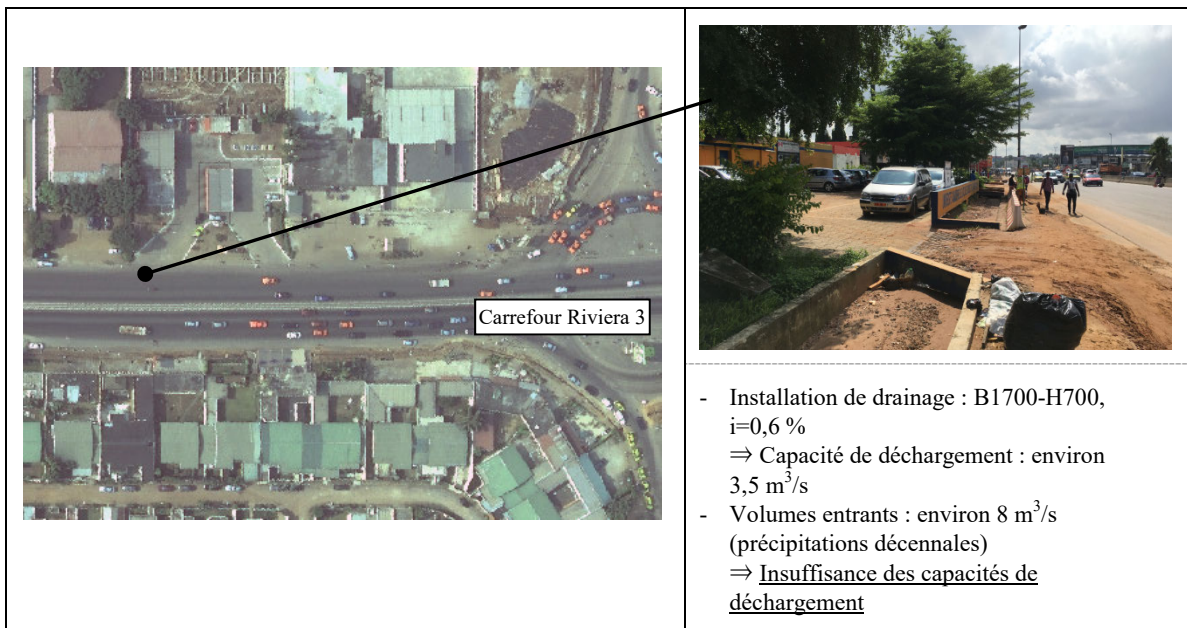 Carrefour Riviera 3
- Installation de drainage : B1700-H700,
i=0,6 %
⇒ Capacité de déchargement : environ
3,5 m³/s
- Volumes entrants : environ 8 m³/s
(précipitations décennales)
⇒ Insuffisance des capacités de
déchargement